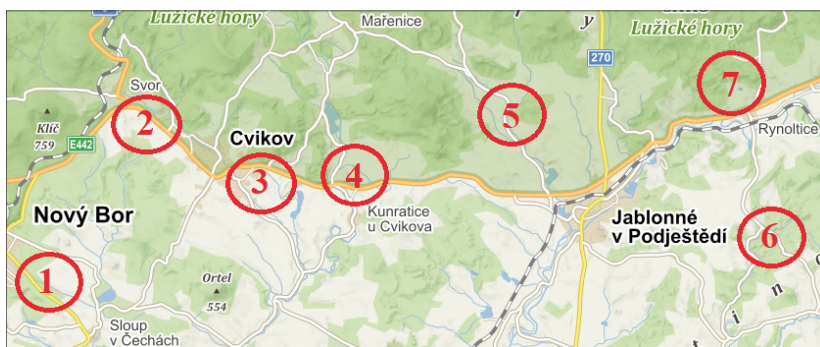 Lužické hory
Mařenice
Lužické hory
270
7
Svor
5
2
Klíč
759
E442
Cvikov
Rynoltice
3
4
Nový Bor
Kunratice
u Cvikova
Jablonné
v Podještědí
6
1
Ortel
554
Sloup
v Čechách